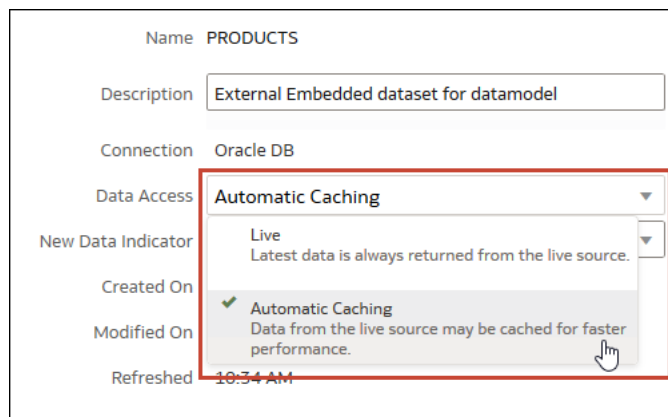 Name PRODUCTS
Description External Embedded dataset for datamodel
Connection Oracle DB
Data Access Automatic Caching
New Data Indicator
Live
Latest data is always returned from the live source.
Created On
Automatic Caching
Modified On
Data from the live source may be cached for faster
performance.
Refreshed 10:34 AM